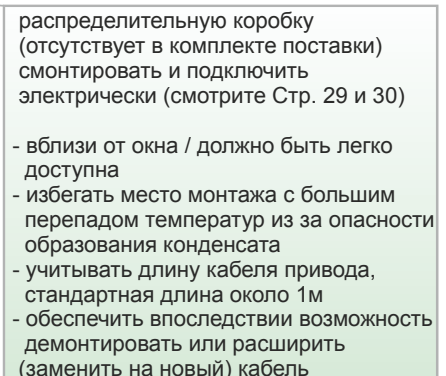 распределительную коробку
(отсутствует в комплекте поставки)
смонтировать и подключить
электрически (смотрите Стр. 29 и 30)
- вблизи от окна / должно быть легко
доступна
- избегать место монтажа с большим
перепадом температур из за опасности
образования конденсата
- учитывать длину кабеля привода,
стандартная длина около 1м
- обеспечить впоследствии возможность
демонтировать или расширить
(заменить на новый) кабель